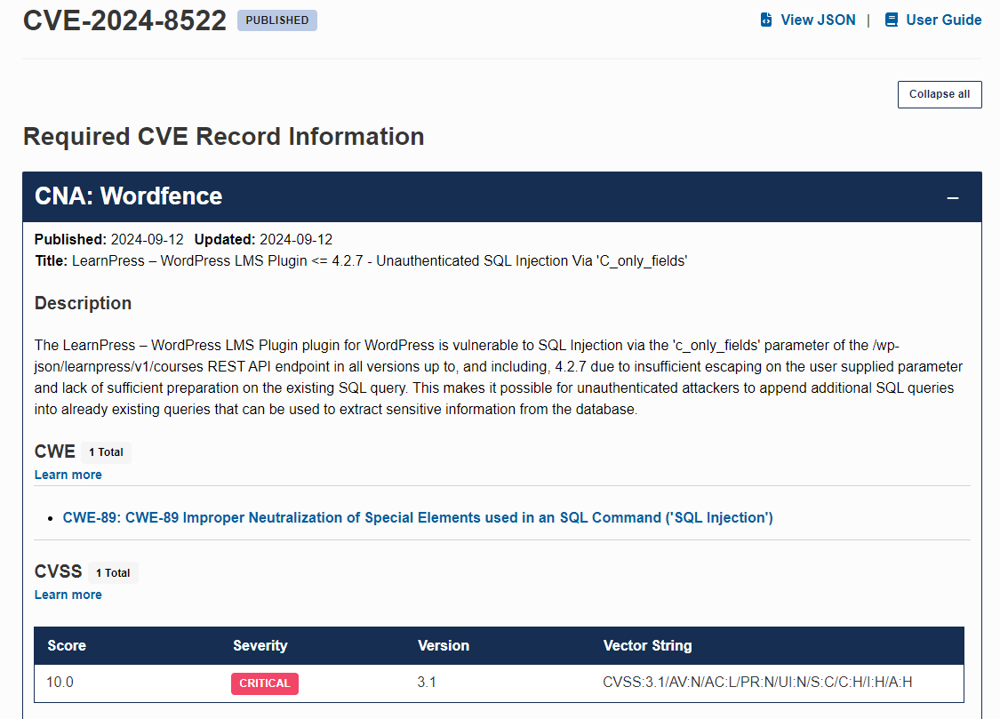 CVE-2024-8522 PUBLISHED View JSON | User Guide
Collapse all
Required CVE Record Information
CNA: Wordfence –
Published: 2024-09-12 Updated: 2024-09-12
Title: LearnPress – WordPress LMS Plugin <= 4.2.7 - Unauthenticated SQL Injection Via 'C_only_fields'
Description
The LearnPress – WordPress LMS Plugin plugin for WordPress is vulnerable to SQL Injection via the 'c_only_fields' parameter of the /wp-
json/learnpress/v1/courses REST API endpoint in all versions up to, and including, 4.2.7 due to insufficient escaping on the user supplied parameter
and lack of sufficient preparation on the existing SQL query. This makes it possible for unauthenticated attackers to append additional SQL queries
into already existing queries that can be used to extract sensitive information from the database.
CWE 1 Total
Learn more
• CWE-89: CWE-89 Improper Neutralization of Special Elements used in an SQL Command ('SQL Injection')
CVSS 1 Total
Learn more
Score Severity Version Vector String
10.0 CRITICAL 3.1 CVSS:3.1/AV:N/AC:L/PR:N/UI:N/S:C/C:H/I:H/A:H